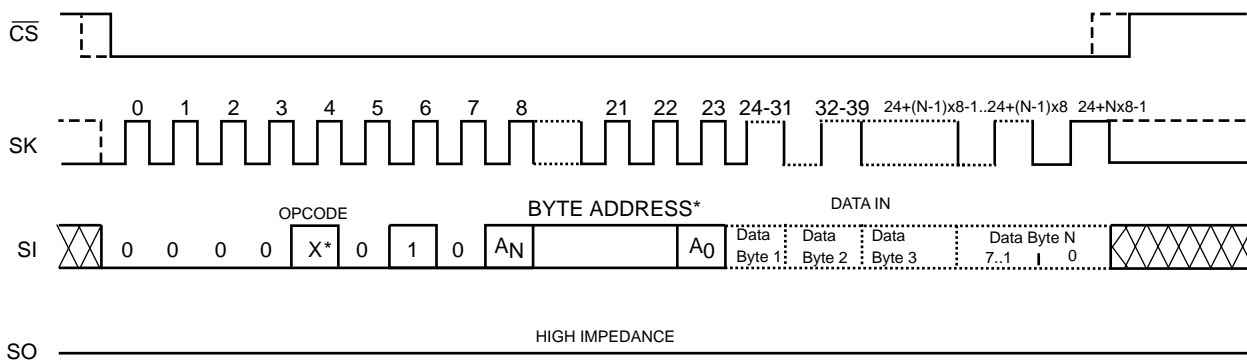 CS
0 1 2 3 4 5 6 7 8 21 22 23 24-31 32-39 24+(N-1)x8-1..24+(N-1)x8 24+Nx8-1
SK
OPCODE BYTE ADDRESS* DATA IN
SI 0 0 0 0 X* 0 1 0 AN A0
Data Byte 1
Data Byte 2
Data Byte 3
Data Byte N
7..1 0
HIGH IMPEDANCE
SO